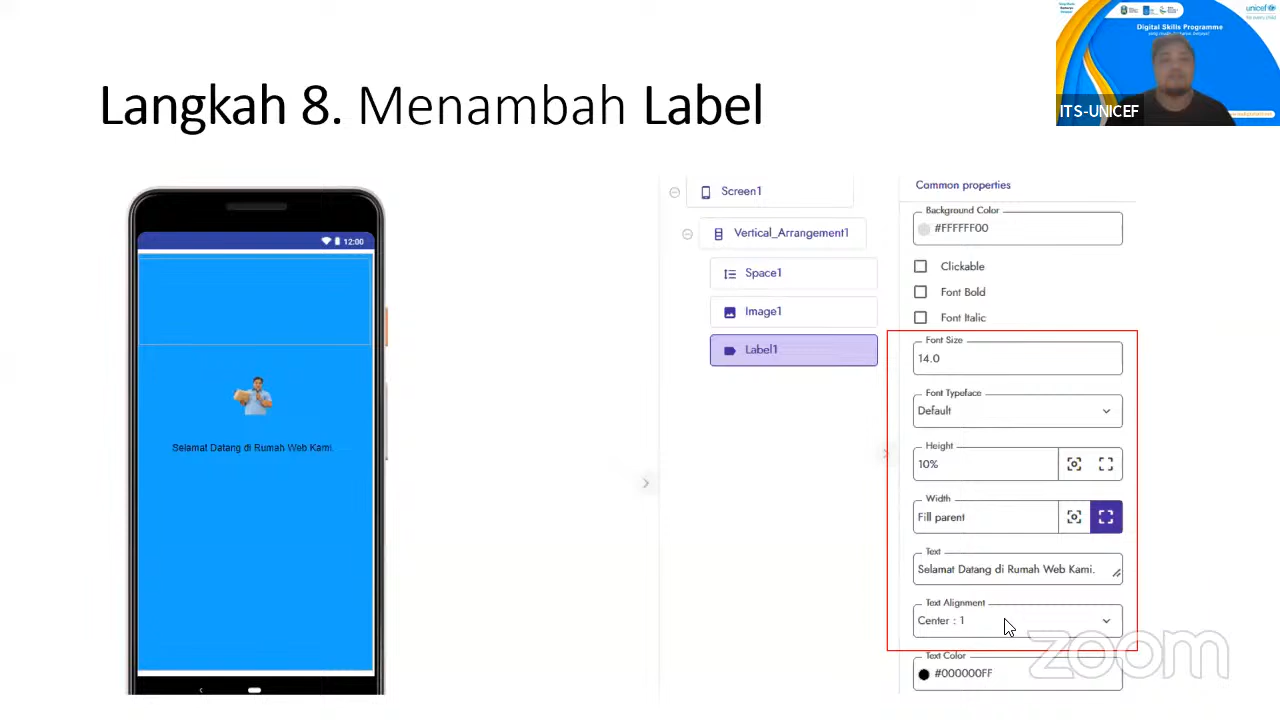 Langkah 8. Menambah Label
unicef
Digital Skills Programme
ITS-UNICEF
12:00
Selamat Datang di Rumah Web Kami.
Screen1
Vertical_Arrangement1
Space1
Image1
Label1
Common properties
Background Color
#FFFFFF00
Clickable
Font Bold
Font Italic
Font Size
14.0
Font Typeface
Default
Height
10%
Width
Fill parent
Text
Selamat Datang di Rumah Web Kami.
Text Alignment
Center : 1
Text Color
#000000FF
zoom